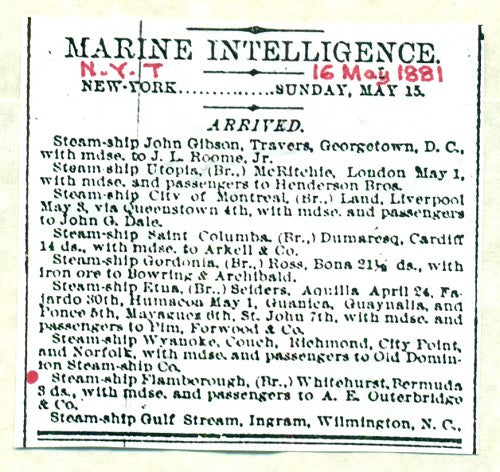 MARINE INTELLIGENCE.
N.Y.T 16 May 1881
NEW-YORK..............SUNDAY, MAY 15.
ARRIVED.
Steam-ship John Gibson, Travers, Georgetown, D. C.,
with mdse. to J. L. Roome, Jr.
Steam-ship Utopia, (Br.,) McRitchie, London May 1,
with mdse. and passengers to Henderson Bros.
Steam-ship City of Montreal, (Br.,) Land, Liverpool
May 3, via Queenstown 4th, with mdse. and passengers
to John G. Dale.
Steam-ship Saint Columba, (Br.,) Dumaresq, Cardiff
14 ds., with mdse. to Arkell & Co.
Steam-ship Gordonia, (Br.,) Ross, Bona 21½ ds., with
iron ore to Bowring & Archibald.
Steam-ship Etua, (Br.,) Seiders, Aquilla April 24, Fa-
jardo 30th, Humacon May 1, Guanica, Guaynalla, and
Ponce 5th, Mayaguez 6th, St. John 7th, with mdse. and
passengers to Pim, Forwood & Co.
Steam-ship Wyanoke, Couch, Richmond, City Point,
and Norfolk, with mdse. and passengers to Old Domin-
ion Steam-ship Co.
Steam-ship Flamborough, (Br.,) Whitehurst, Bermuda
3 ds., with mdse. and passengers to A. E. Outerbridge
& Co.
Steam-ship Gulf Stream, Ingram, Wilmington, N. C.,